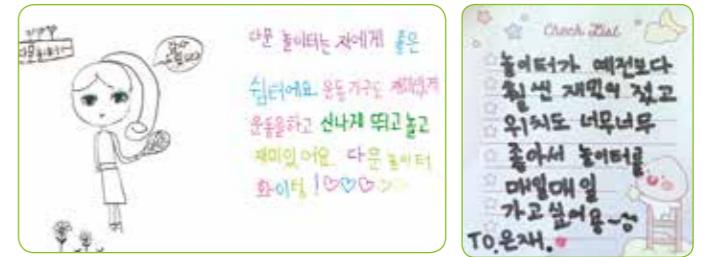 다문 놀이터는 저에게 좋은
쉼터에요. 운동기구도 재미있게
운동을하고 신나게 뛰고 놀고
재미있어요. 다문 놀이터
화이팅!♡♡♡♡
Check List
놀이터가 예전보다
훨씬 재밌어 졌고
위치도 너무너무
좋아서 놀이터를
매일매일
가고싶어용~
TO.은재.